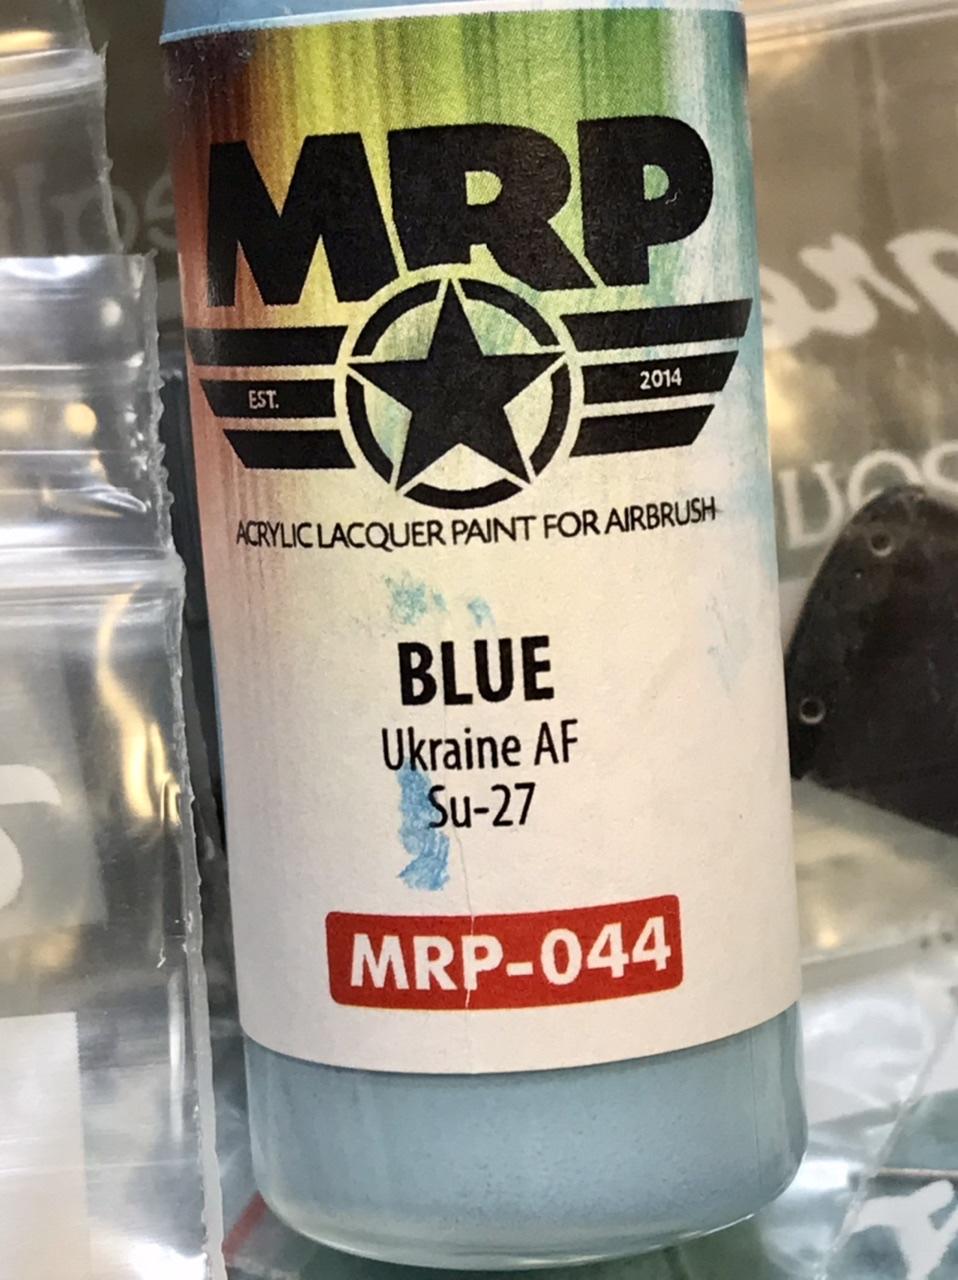 MRP
EST.
2014
ACRYLIC LACQUER PAINT FOR AIRBRUSH
BLUE
Ukraine AF
Su-27
MRP-044